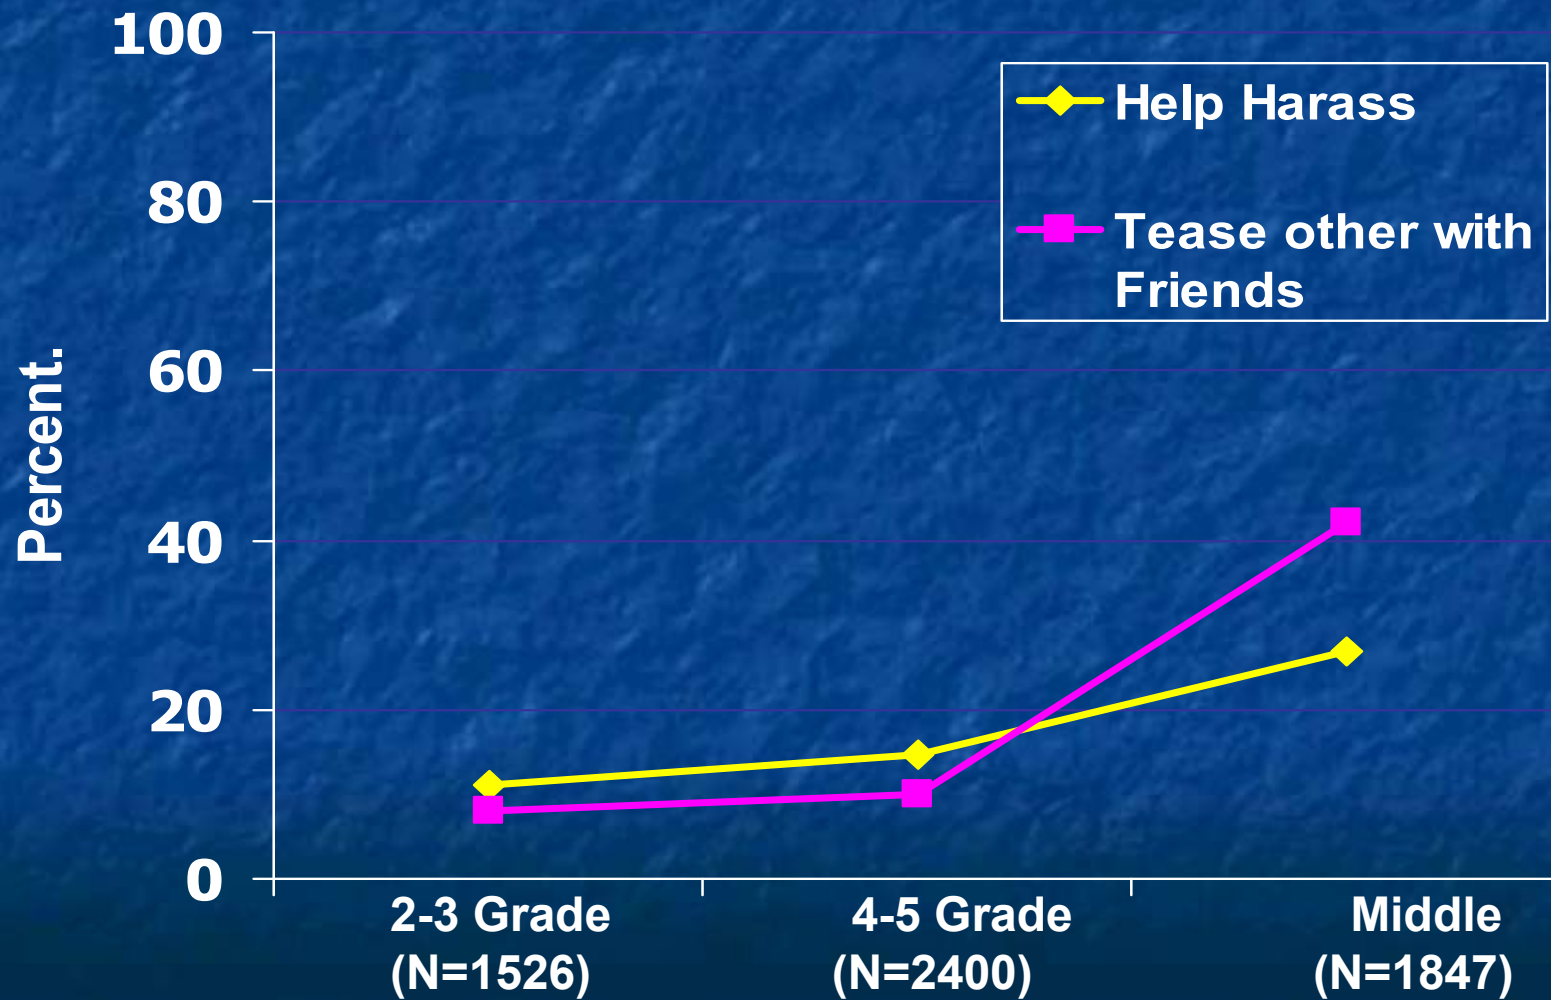 100
80
60
40
20
0
Percent.
Help Harass
Tease other with
Friends
2-3 Grade
(N=1526)
4-5 Grade
(N=2400)
Middle
(N=1847)